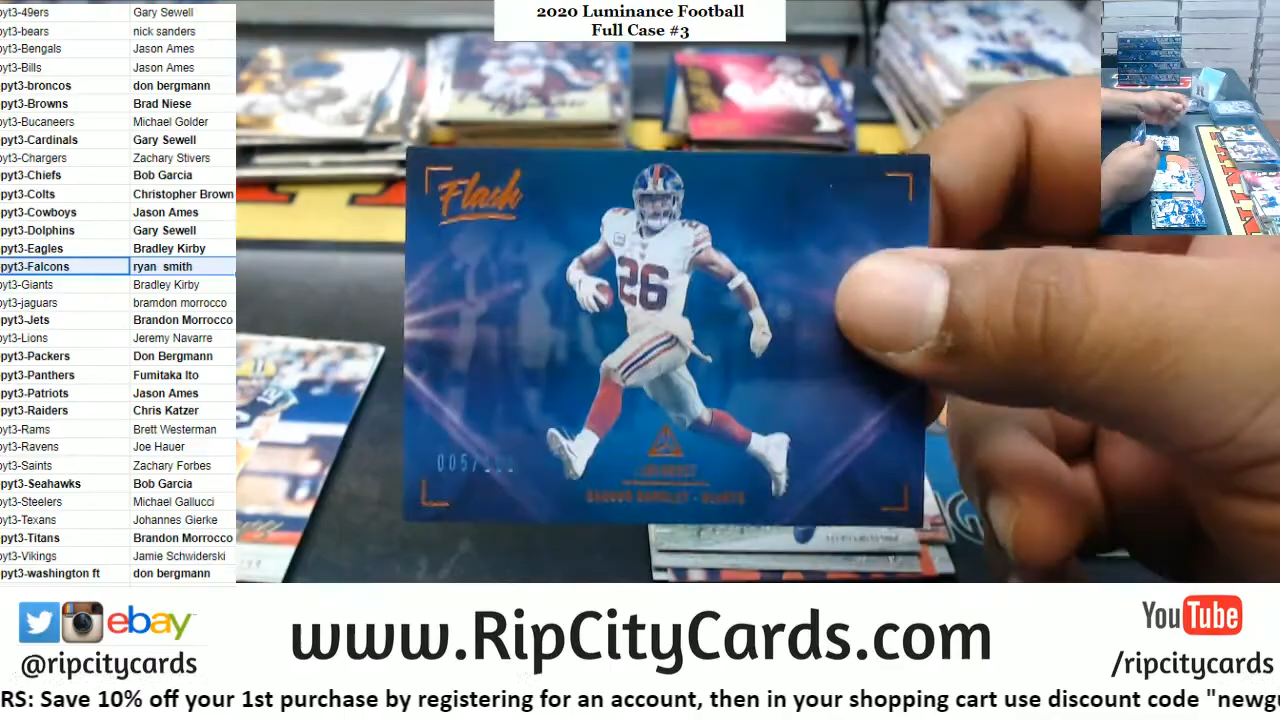 2020 Luminance Football
Full Case #3
pyt3-49ers Gary Sewell
pyt3-bears nick sanders
pyt3-Bengals Jason Ames
pyt3-Bills Jason Ames
pyt3-broncos don bergmann
pyt3-Browns Brad Niese
pyt3-Bucaneers Michael Golder
pyt3-Cardinals Gary Sewell
pyt3-Chargers Zachary Stivers
pyt3-Chiefs Bob Garcia
pyt3-Colts Christopher Brown
pyt3-Cowboys Jason Ames
pyt3-Dolphins Gary Sewell
pyt3-Eagles Bradley Kirby
pyt3-Falcons ryan smith
pyt3-Giants Bradley Kirby
pyt3-jaguars bramdon morrocco
pyt3-Jets Brandon Morrocco
pyt3-Lions Jeremy Navarre
pyt3-Packers Don Bergmann
pyt3-Panthers Fumitaka Ito
pyt3-Patriots Jason Ames
pyt3-Raiders Chris Katzer
pyt3-Rams Brett Westerman
pyt3-Ravens Joe Hauer
pyt3-Saints Zachary Forbes
pyt3-Seahawks Bob Garcia
pyt3-Steelers Michael Gallucci
pyt3-Texans Johannes Gierke
pyt3-Titans Brandon Morrocco
pyt3-Vikings Jamie Schwiderski
pyt3-washington ft don bergmann
Flash
26
005/
SAQUON BARKLEY • GIANTS
ebay
@ripcitycards
www.RipCityCards.com
YouTube
/ripcitycards
RS: Save 10% off your 1st purchase by registering for an account, then in your shopping cart use discount code "newg